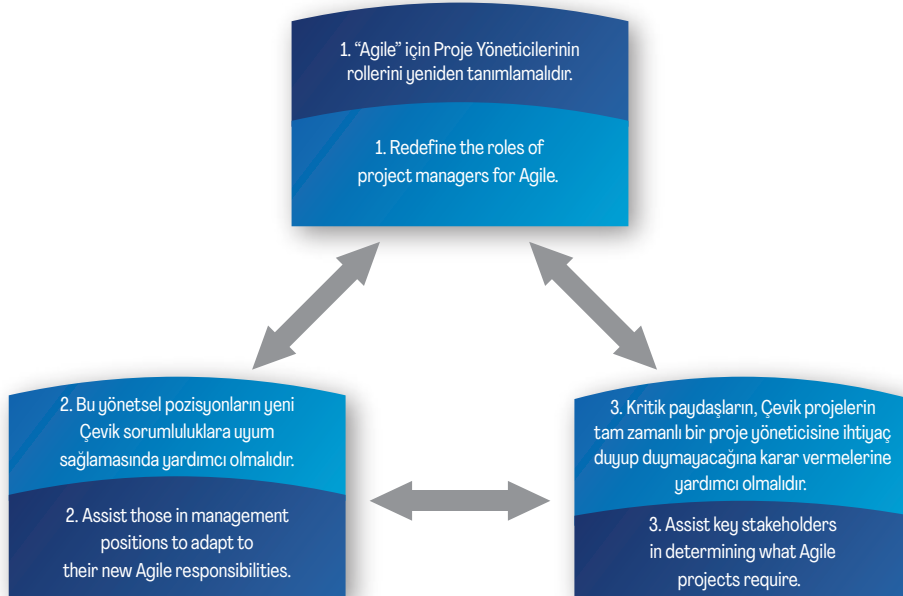 1. “Agile” için Proje Yöneticilerinin
rollerini yeniden tanımlamalıdır.
1. Redefine the roles of
project managers for Agile.
2. Bu yönetsel pozisyonların yeni
Çevik sorumluluklara uyum
sağlamasında yardımcı olmalıdır.
2. Assist those in management
positions to adapt to
their new Agile responsibilities.
3. Kritik paydaşların, Çevik projelerin
tam zamanlı bir proje yöneticisine ihtiyaç
duyup duymayacağına karar vermelerine
yardımcı olmalıdır.
3. Assist key stakeholders
in determining what Agile
projects require.